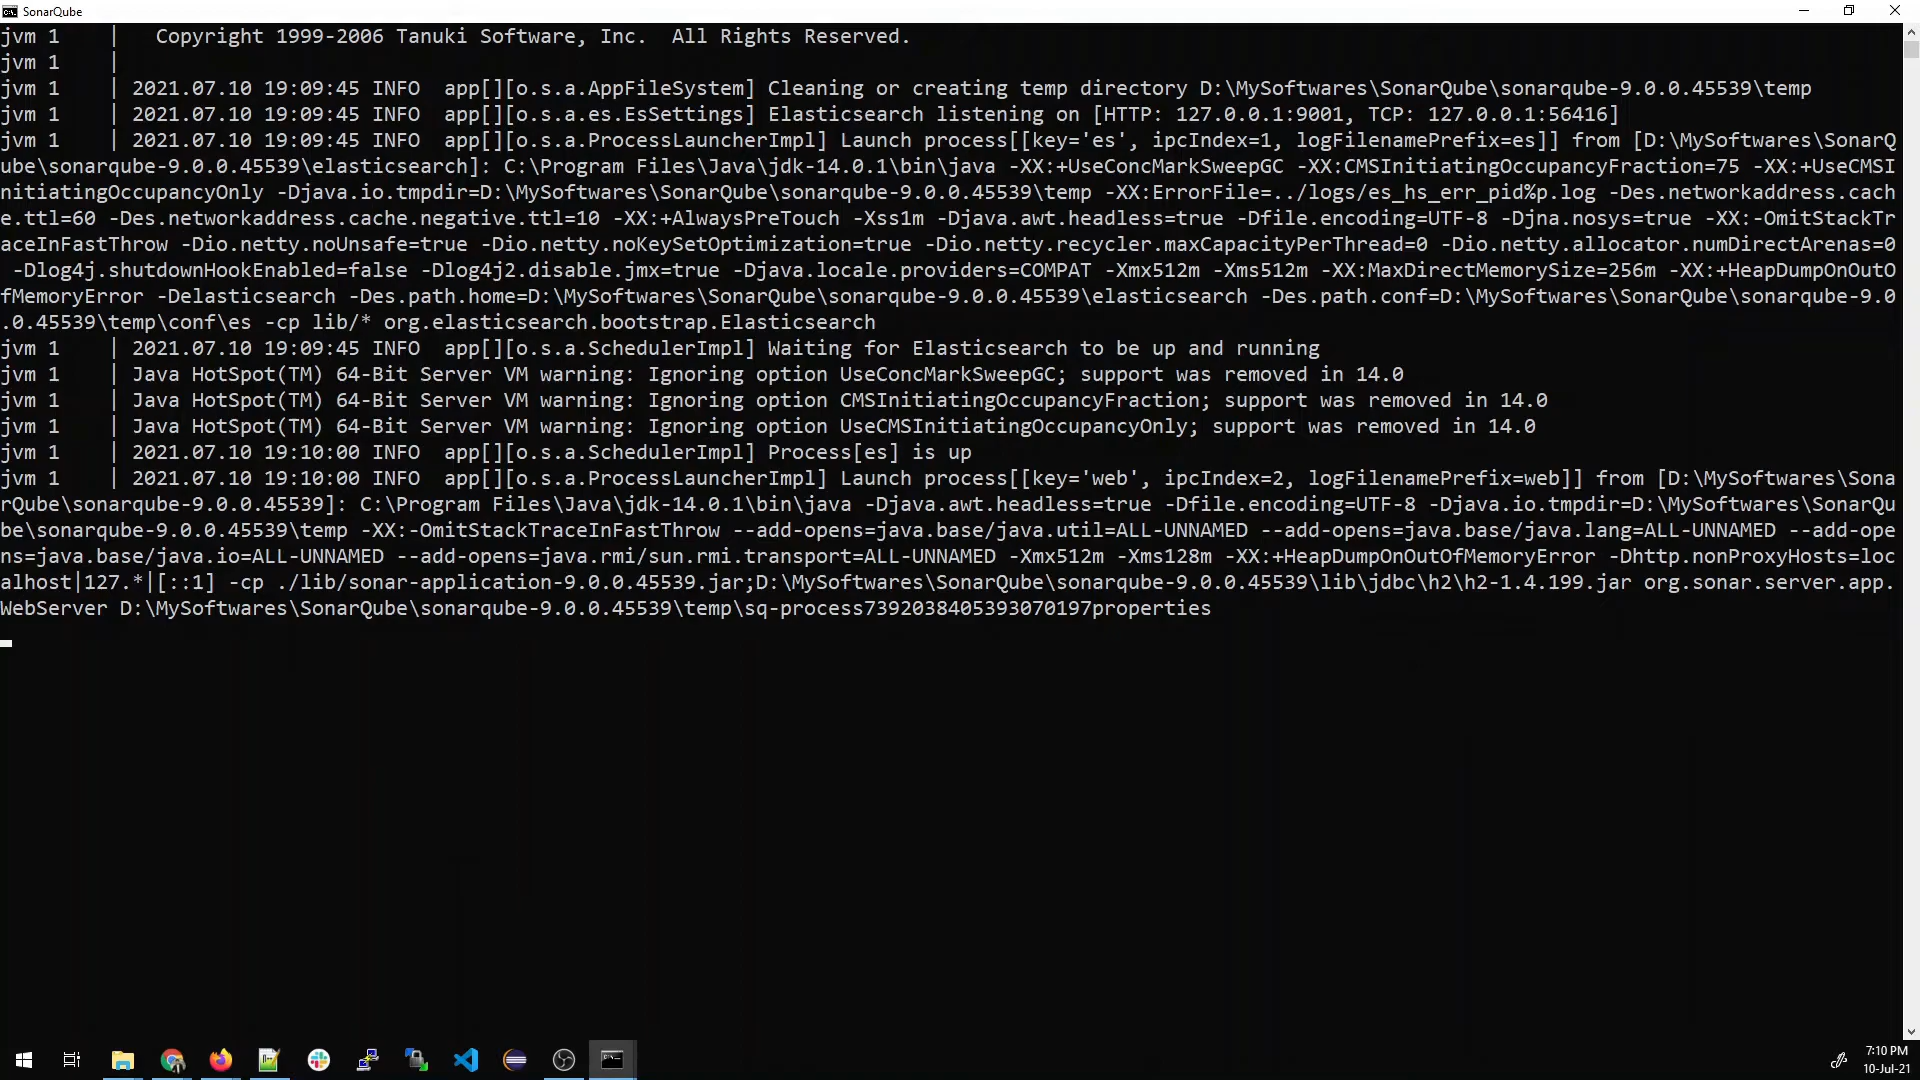 SonarQube
jvm 1    |   Copyright 1999-2006 Tanuki Software, Inc.  All Rights Reserved.
jvm 1    |
jvm 1    | 2021.07.10 19:09:45 INFO  app[][o.s.a.AppFileSystem] Cleaning or creating temp directory D:\MySoftwares\SonarQube\sonarqube-9.0.0.45539\temp
jvm 1    | 2021.07.10 19:09:45 INFO  app[][o.s.a.es.EsSettings] Elasticsearch listening on [HTTP: 127.0.0.1:9001, TCP: 127.0.0.1:56416]
jvm 1    | 2021.07.10 19:09:45 INFO  app[][o.s.a.ProcessLauncherImpl] Launch process[[key='es', ipcIndex=1, logFilenamePrefix=es]] from [D:\MySoftwares\SonarQ
ube\sonarqube-9.0.0.45539\elasticsearch]: C:\Program Files\Java\jdk-14.0.1\bin\java -XX:+UseConcMarkSweepGC -XX:CMSInitiatingOccupancyFraction=75 -XX:+UseCMSI
nitiatingOccupancyOnly -Djava.io.tmpdir=D:\MySoftwares\SonarQube\sonarqube-9.0.0.45539\temp -XX:ErrorFile=../logs/es_hs_err_pid%p.log -Des.networkaddress.cach
e.ttl=60 -Des.networkaddress.cache.negative.ttl=10 -XX:+AlwaysPreTouch -Xss1m -Djava.awt.headless=true -Dfile.encoding=UTF-8 -Djna.nosys=true -XX:-OmitStackTr
aceInFastThrow -Dio.netty.noUnsafe=true -Dio.netty.noKeySetOptimization=true -Dio.netty.recycler.maxCapacityPerThread=0 -Dio.netty.allocator.numDirectArenas=0
 -Dlog4j.shutdownHookEnabled=false -Dlog4j2.disable.jmx=true -Djava.locale.providers=COMPAT -Xmx512m -Xms512m -XX:MaxDirectMemorySize=256m -XX:+HeapDumpOnOutO
fMemoryError -Delasticsearch -Des.path.home=D:\MySoftwares\SonarQube\sonarqube-9.0.0.45539\elasticsearch -Des.path.conf=D:\MySoftwares\SonarQube\sonarqube-9.0
.0.45539\temp\conf\es -cp lib/* org.elasticsearch.bootstrap.Elasticsearch
jvm 1    | 2021.07.10 19:09:45 INFO  app[][o.s.a.SchedulerImpl] Waiting for Elasticsearch to be up and running
jvm 1    | Java HotSpot(TM) 64-Bit Server VM warning: Ignoring option UseConcMarkSweepGC; support was removed in 14.0
jvm 1    | Java HotSpot(TM) 64-Bit Server VM warning: Ignoring option CMSInitiatingOccupancyFraction; support was removed in 14.0
jvm 1    | Java HotSpot(TM) 64-Bit Server VM warning: Ignoring option UseCMSInitiatingOccupancyOnly; support was removed in 14.0
jvm 1    | 2021.07.10 19:10:00 INFO  app[][o.s.a.SchedulerImpl] Process[es] is up
jvm 1    | 2021.07.10 19:10:00 INFO  app[][o.s.a.ProcessLauncherImpl] Launch process[[key='web', ipcIndex=2, logFilenamePrefix=web]] from [D:\MySoftwares\Sona
rQube\sonarqube-9.0.0.45539]: C:\Program Files\Java\jdk-14.0.1\bin\java -Djava.awt.headless=true -Dfile.encoding=UTF-8 -Djava.io.tmpdir=D:\MySoftwares\SonarQu
be\sonarqube-9.0.0.45539\temp -XX:-OmitStackTraceInFastThrow --add-opens=java.base/java.util=ALL-UNNAMED --add-opens=java.base/java.lang=ALL-UNNAMED --add-ope
ns=java.base/java.io=ALL-UNNAMED --add-opens=java.rmi/sun.rmi.transport=ALL-UNNAMED -Xmx512m -Xms128m -XX:+HeapDumpOnOutOfMemoryError -Dhttp.nonProxyHosts=loc
alhost|127.*|[::1] -cp ./lib/sonar-application-9.0.0.45539.jar;D:\MySoftwares\SonarQube\sonarqube-9.0.0.45539\lib\jdbc\h2\h2-1.4.199.jar org.sonar.server.app.
WebServer D:\MySoftwares\SonarQube\sonarqube-9.0.0.45539\temp\sq-process7392038405393070197properties
7:10 PM
10-Jul-21